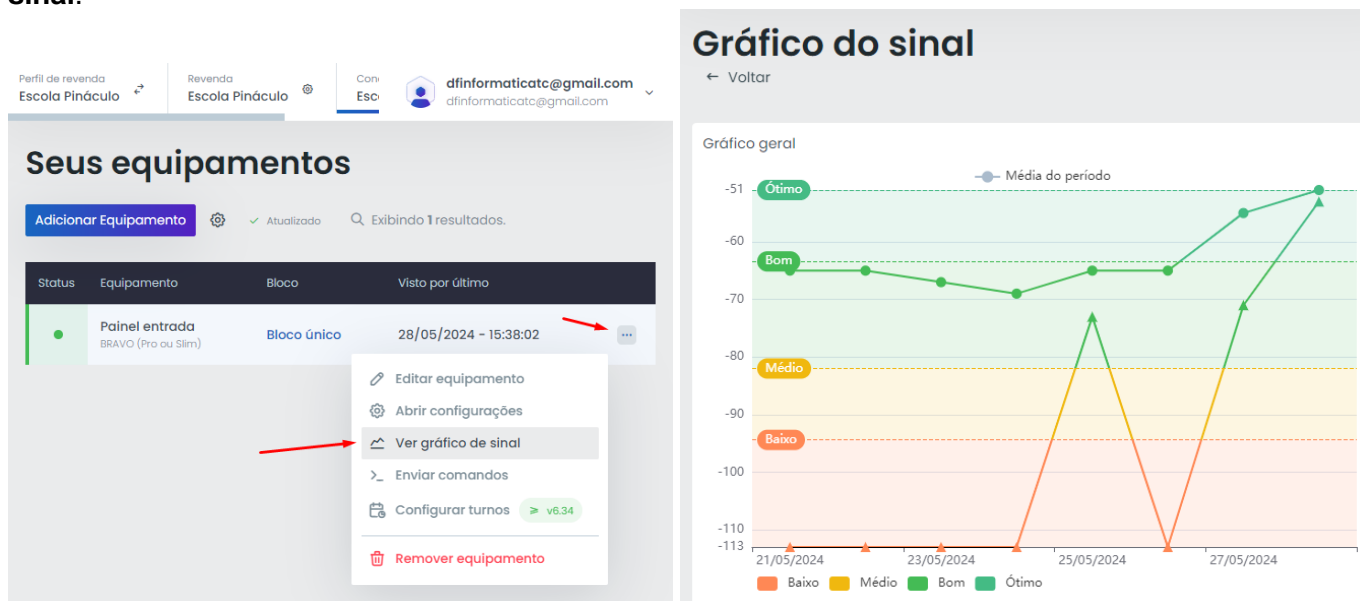 sinal.
Perfil de revenda
Escola Pináculo
Revenda
Escola Pináculo
Con
Esc
dfinformaticatc@gmail.com
dfinformaticatc@gmail.com
Seus equipamentos
Adicionar Equipamento
Atualizado
Exibindo 1 resultados.
Status Equipamento Bloco Visto por último
Painel entrada
BRAVO (Pro ou Slim)
Bloco único
28/05/2024 - 15:38:02
Editar equipamento
Abrir configurações
Ver gráfico de sinal
Enviar comandos
Configurar turnos ≥ v6.34
Remover equipamento
Gráfico do sinal
← Voltar
Gráfico geral
Média do período
-51 Ótimo
-60
Bom
-70
-80
Médio
-90
Baixo
-100
-110
-113
21/05/2024 23/05/2024 25/05/2024 27/05/2024
Baixo Médio Bom Ótimo